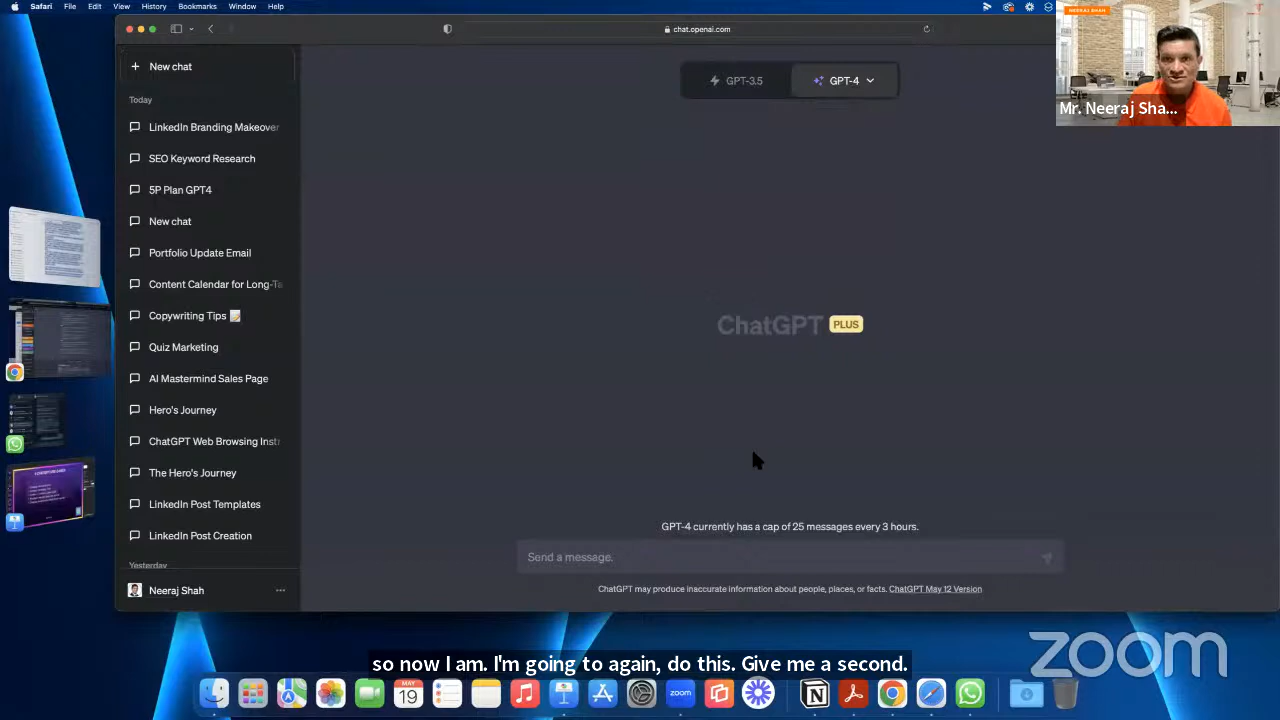 Safari File Edit View History Bookmarks Window Help
NEERAJ SHAH
chat.openai.com
New chat
GPT-3.5
GPT-4
Mr. Neeraj Sha...
Today
LinkedIn Branding Makeover
SEO Keyword Research
5P Plan GPT4
New chat
Portfolio Update Email
Content Calendar for Long-Ta
Copywriting Tips
Quiz Marketing
AI Mastermind Sales Page
Hero's Journey
ChatGPT Web Browsing Instr
The Hero's Journey
LinkedIn Post Templates
LinkedIn Post Creation
Yesterday
Neeraj Shah
ChatGPT PLUS
GPT-4 currently has a cap of 25 messages every 3 hours.
Send a message.
ChatGPT may produce inaccurate information about people, places, or facts. ChatGPT May 12 Version
zoom
so now I am. I'm going to again, do this. Give me a second.
MAY
19
zoom